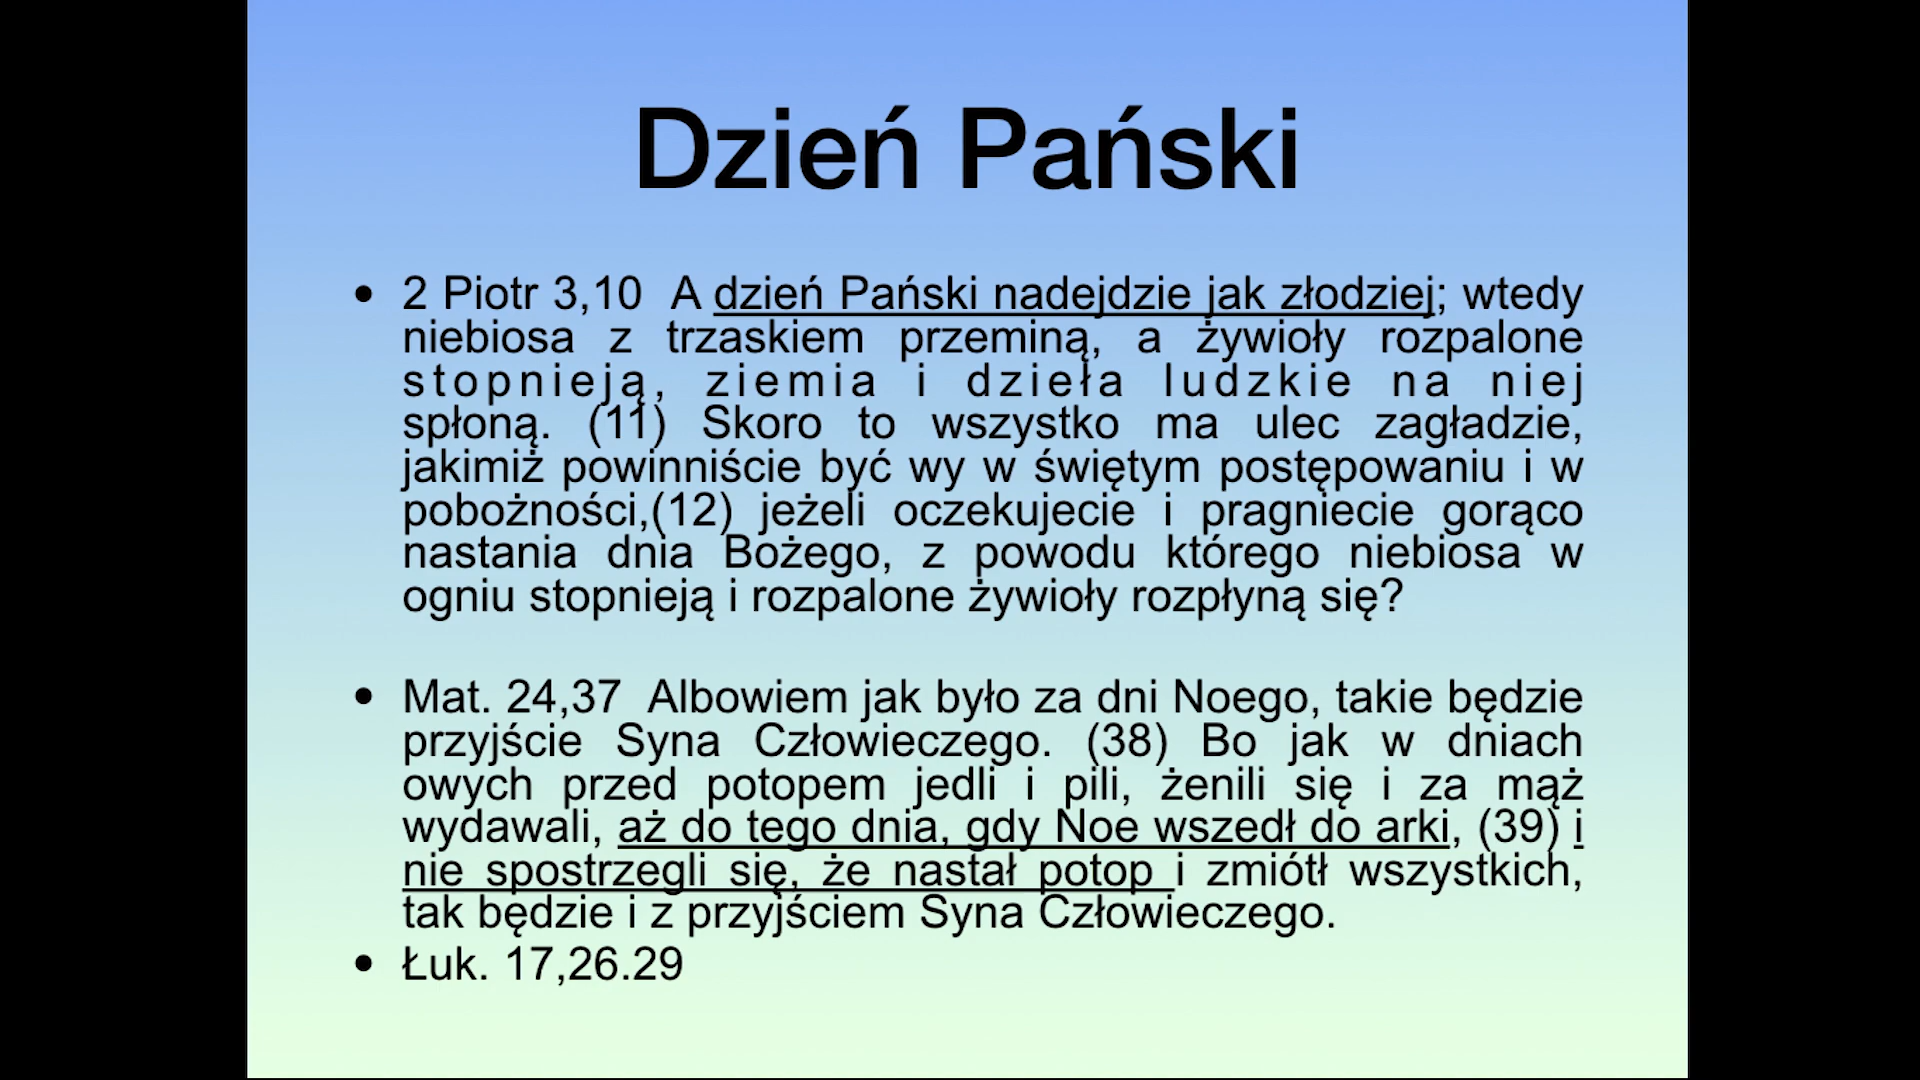 Dzień Pański
• 2 Piotr 3,10 A dzień Pański nadejdzie jak złodziej; wtedy
niebiosa z trzaskiem przeminą, a żywioły rozpalone
stopnieją, ziemia i dzieła ludzkie na niej
spłoną. (11) Skoro to wszystko ma ulec zagładzie,
jakimiż powinniście być wy w świętym postępowaniu i w
pobożności,(12) jeżeli oczekujecie i pragniecie gorąco
nastania dnia Bożego, z powodu którego niebiosa w
ogniu stopnieją i rozpalone żywioły rozpłyną się?
• Mat. 24,37 Albowiem jak było za dni Noego, takie będzie
przyjście Syna Człowieczego. (38) Bo jak w dniach
owych przed potopem jedli i pili, żenili się i za mąż
wydawali, aż do tego dnia, gdy Noe wszedł do arki, (39) i
nie spostrzegli się, że nastał potop i zmiótł wszystkich,
tak będzie i z przyjściem Syna Człowieczego.
• Łuk. 17,26.29